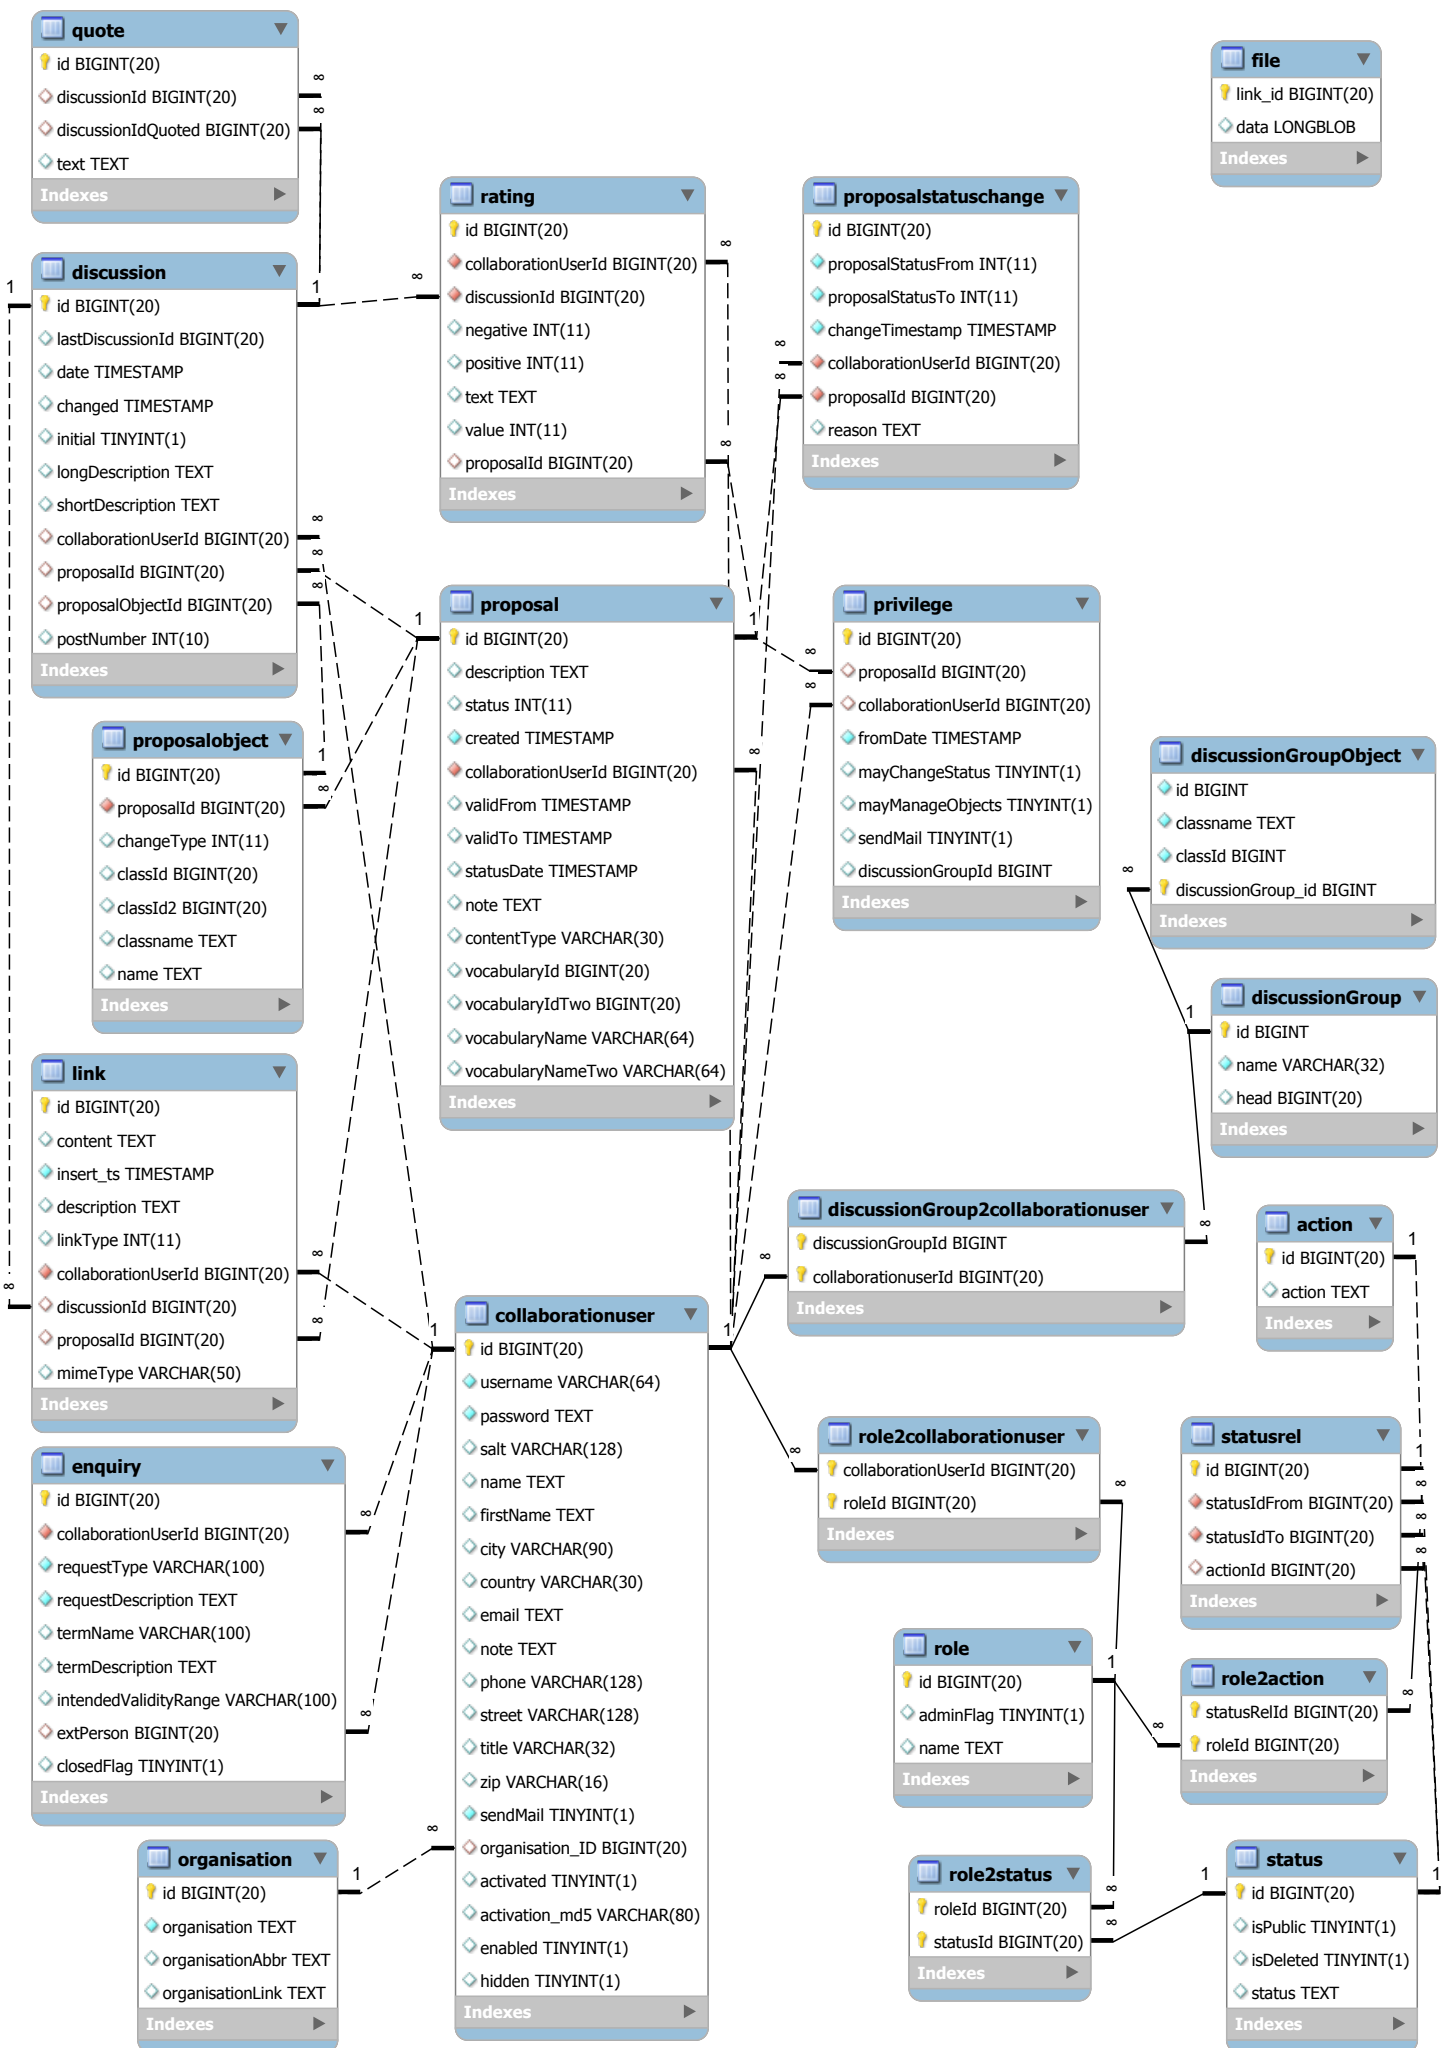 quote
id BIGINT(20)
discussionId BIGINT(20)
discussionIdQuoted BIGINT(20)
text TEXT
Indexes
file
link_id BIGINT(20)
data LONGBLOB
Indexes
discussion
id BIGINT(20)
lastDiscussionId BIGINT(20)
date TIMESTAMP
changed TIMESTAMP
initial TINYINT(1)
longDescription TEXT
shortDescription TEXT
collaborationUserId BIGINT(20)
proposalId BIGINT(20)
proposalObjectId BIGINT(20)
postNumber INT(10)
Indexes
rating
id BIGINT(20)
collaborationUserId BIGINT(20)
discussionId BIGINT(20)
negative INT(11)
positive INT(11)
text TEXT
value INT(11)
proposalId BIGINT(20)
Indexes
proposalstatuschange
id BIGINT(20)
proposalStatusFrom INT(11)
proposalStatusTo INT(11)
changeTimestamp TIMESTAMP
collaborationUserId BIGINT(20)
proposalId BIGINT(20)
reason TEXT
Indexes
proposalobject
id BIGINT(20)
proposalId BIGINT(20)
changeType INT(11)
classId BIGINT(20)
classId2 BIGINT(20)
classname TEXT
name TEXT
Indexes
proposal
id BIGINT(20)
description TEXT
status INT(11)
created TIMESTAMP
collaborationUserId BIGINT(20)
validFrom TIMESTAMP
validTo TIMESTAMP
statusDate TIMESTAMP
note TEXT
contentType VARCHAR(30)
vocabularyId BIGINT(20)
vocabularyIdTwo BIGINT(20)
vocabularyName VARCHAR(64)
vocabularyNameTwo VARCHAR(64)
Indexes
privilege
id BIGINT(20)
proposalId BIGINT(20)
collaborationUserId BIGINT(20)
fromDate TIMESTAMP
mayChangeStatus TINYINT(1)
mayManageObjects TINYINT(1)
sendMail TINYINT(1)
discussionGroupId BIGINT
Indexes
discussionGroupObject
id BIGINT
classname TEXT
classId BIGINT
discussionGroup_id BIGINT
Indexes
discussionGroup
id BIGINT
name VARCHAR(32)
head BIGINT(20)
Indexes
link
id BIGINT(20)
content TEXT
insert_ts TIMESTAMP
description TEXT
linkType INT(11)
collaborationUserId BIGINT(20)
discussionId BIGINT(20)
proposalId BIGINT(20)
mimeType VARCHAR(50)
Indexes
discussionGroup2collaborationuser
discussionGroupId BIGINT
collaborationuserId BIGINT(20)
Indexes
action
id BIGINT(20)
action TEXT
Indexes
collaborationuser
id BIGINT(20)
username VARCHAR(64)
password TEXT
salt VARCHAR(128)
name TEXT
firstName TEXT
city VARCHAR(90)
country VARCHAR(30)
email TEXT
note TEXT
phone VARCHAR(128)
street VARCHAR(128)
title VARCHAR(32)
zip VARCHAR(16)
sendMail TINYINT(1)
organisation_ID BIGINT(20)
activated TINYINT(1)
activation_md5 VARCHAR(80)
enabled TINYINT(1)
hidden TINYINT(1)
Indexes
enquiry
id BIGINT(20)
collaborationUserId BIGINT(20)
requestType VARCHAR(100)
requestDescription TEXT
termName VARCHAR(100)
termDescription TEXT
intendedValidityRange VARCHAR(100)
extPerson BIGINT(20)
closedFlag TINYINT(1)
Indexes
role2collaborationuser
collaborationUserId BIGINT(20)
roleId BIGINT(20)
Indexes
statusrel
id BIGINT(20)
statusIdFrom BIGINT(20)
statusIdTo BIGINT(20)
actionId BIGINT(20)
Indexes
role
id BIGINT(20)
adminFlag TINYINT(1)
name TEXT
Indexes
role2action
statusRelId BIGINT(20)
roleId BIGINT(20)
Indexes
organisation
id BIGINT(20)
organisation TEXT
organisationAbbr TEXT
organisationLink TEXT
Indexes
role2status
roleId BIGINT(20)
statusId BIGINT(20)
Indexes
status
id BIGINT(20)
isPublic TINYINT(1)
isDeleted TINYINT(1)
status TEXT
Indexes